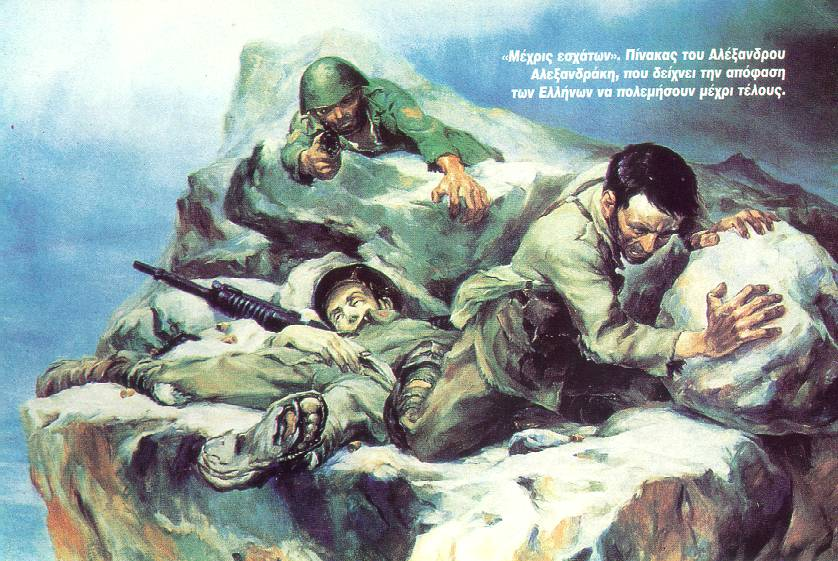 «Μέχρις εσχάτων». Πίνακας του Αλέξανδρου
Αλεξανδράκη, που δείχνει την απόφαση
των Ελλήνων να πολεμήσουν μέχρι τέλους.